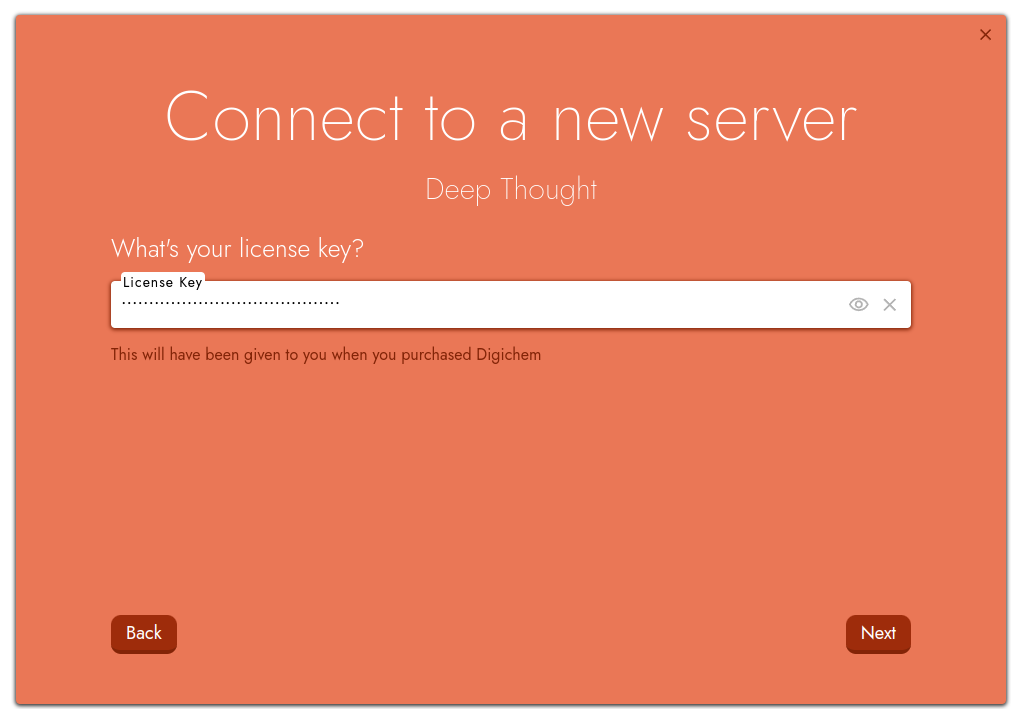 Connect to a new server
Deep Thought
What's your license key?
License Key
This will have been given to you when you purchased Digichem
Back
Next